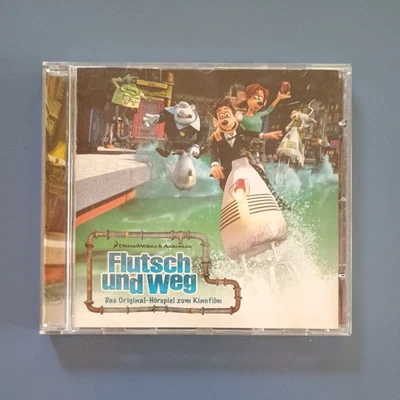 DREAMWORKS & AARDMAN
Flutsch
und Weg
Das Original-Hörspiel zum Kinofilm